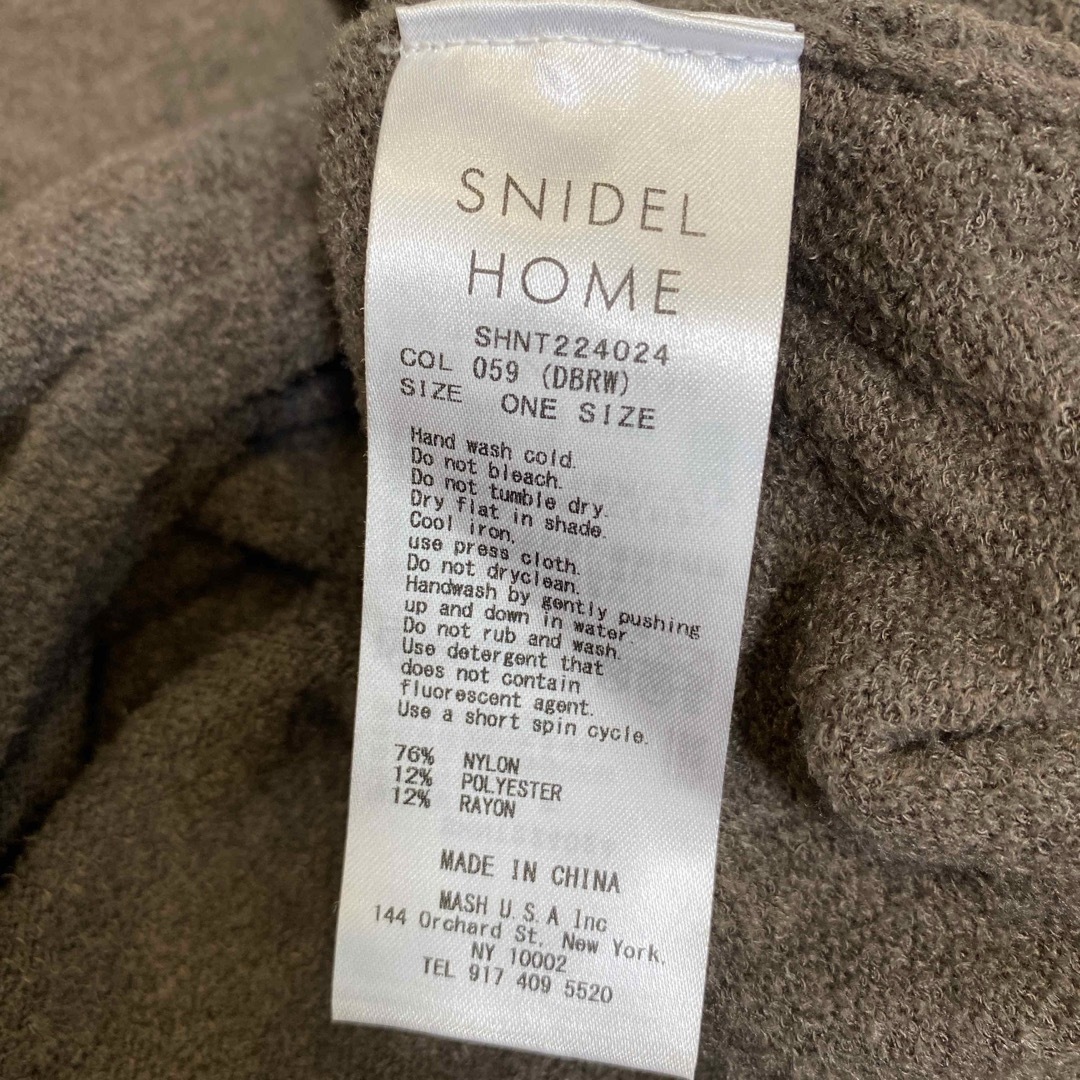 SNIDEL
HOME
SHNT224024
COL 059 (DBRW)
SIZE ONE SIZE
Hand wash cold.
Do not bleach.
Do not tumble dry.
Dry flat in shade.
Cool iron.
use press cloth.
Do not dryclean.
Handwash by gently pushing
up and down in water.
Do not rub and wash.
Use detergent that
does not contain
fluorescent agent.
Use a short spin cycle.
76% NYLON
12% POLYESTER
12% RAYON
MADE IN CHINA
MASH U.S.A Inc
144 Orchard St. New York.
NY 10002
TEL 917 409 5520